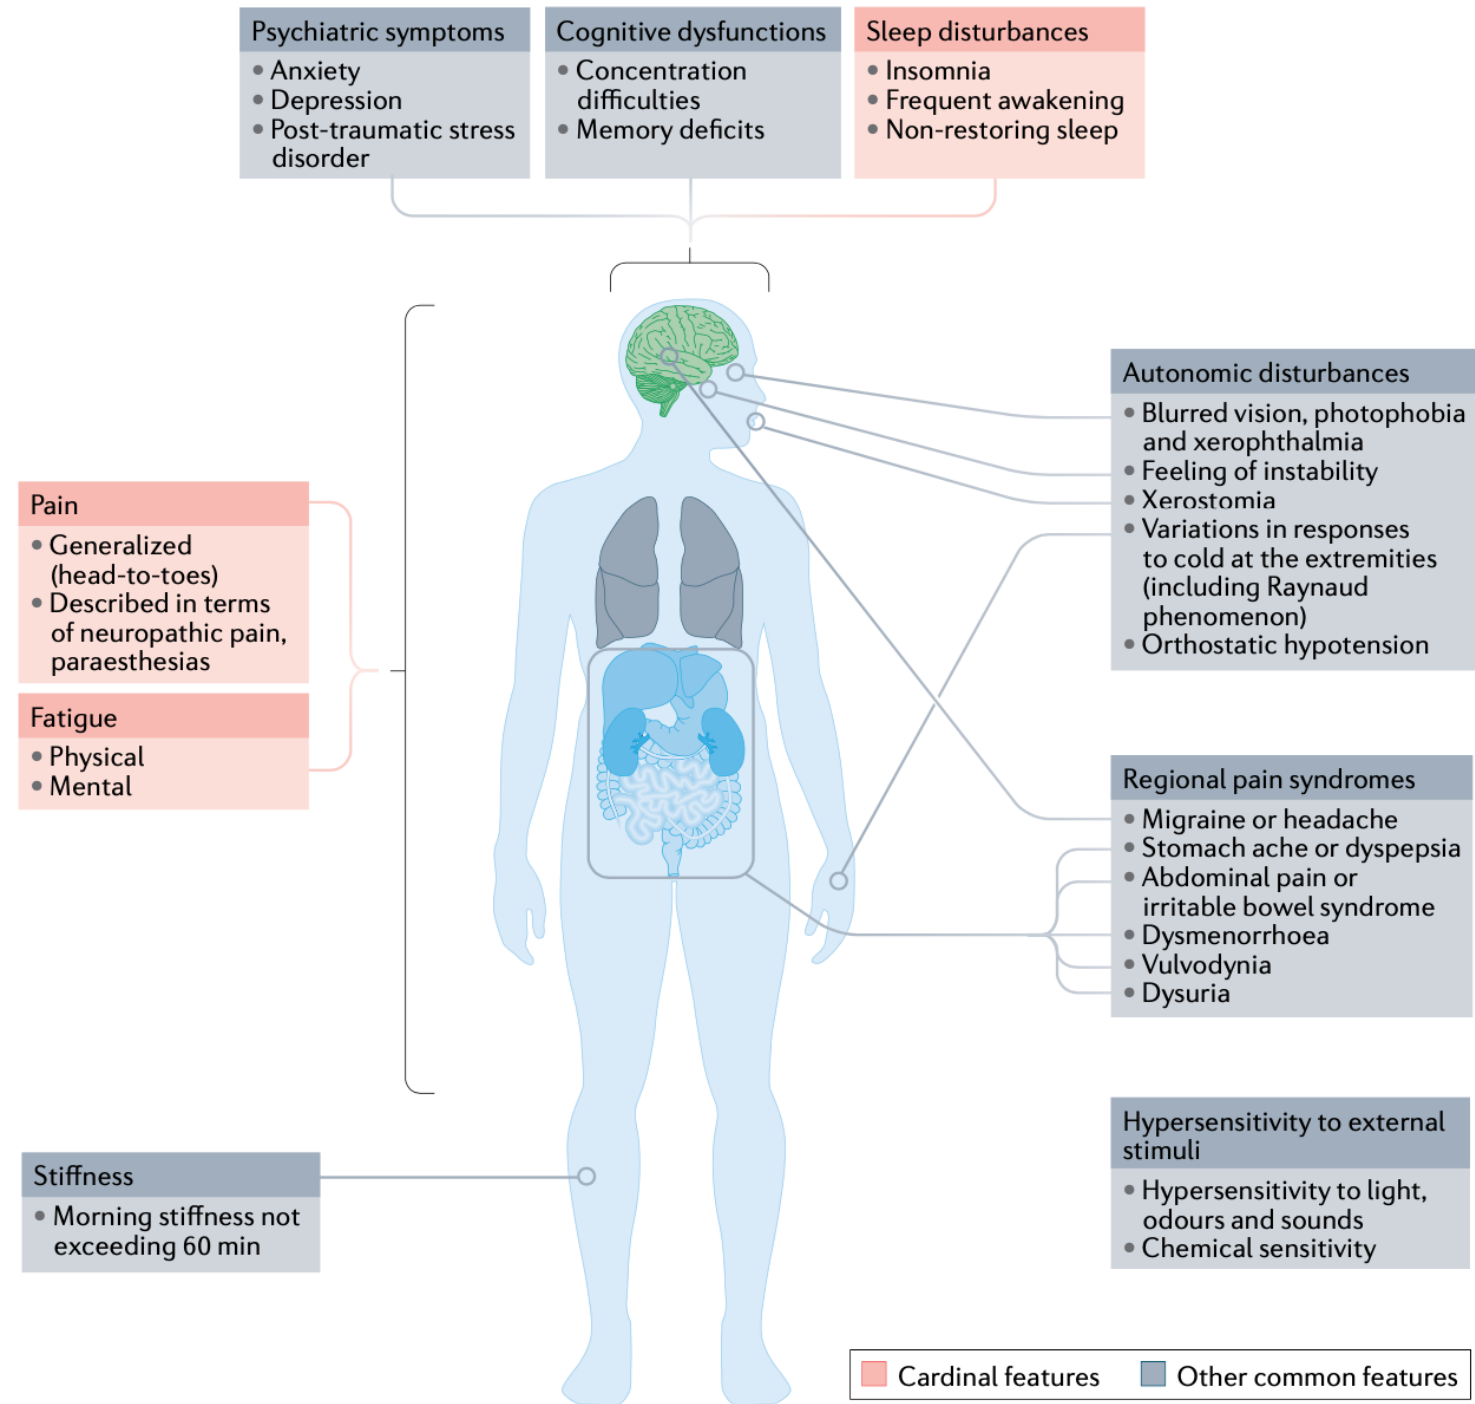 Psychiatric symptoms
• Anxiety
• Depression
• Post-traumatic stress
disorder
Cognitive dysfunctions
• Concentration
difficulties
• Memory deficits
Sleep disturbances
• Insomnia
• Frequent awakening
• Non-restoring sleep
Pain
• Generalized
(head-to-toes)
• Described in terms
of neuropathic pain,
paraesthesias
Fatigue
• Physical
• Mental
Stiffness
• Morning stiffness not
exceeding 60 min
Autonomic disturbances
• Blurred vision, photophobia
and xerophthalmia
• Feeling of instability
• Xerostomia
• Variations in responses
to cold at the extremities
(including Raynaud
phenomenon)
• Orthostatic hypotension
Regional pain syndromes
• Migraine or headache
• Stomach ache or dyspepsia
• Abdominal pain or
irritable bowel syndrome
• Dysmenorrhoea
• Vulvodynia
• Dysuria
Hypersensitivity to external
stimuli
• Hypersensitivity to light,
odours and sounds
• Chemical sensitivity
Cardinal features
Other common features